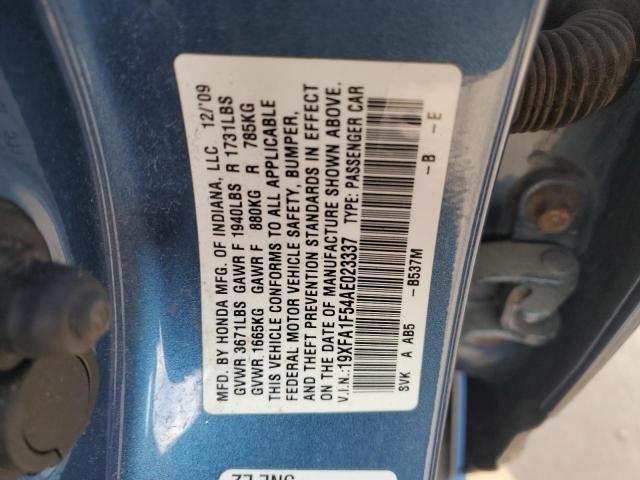 MFD. BY HONDA MFG. OF INDIANA, LLC 12/'09
GVWR 3671LBS GAWR F 1940LBS R 1731LBS
GVWR 1665KG GAWR F 880KG R 785KG
THIS VEHICLE CONFORMS TO ALL APPLICABLE
FEDERAL MOTOR VEHICLE SAFETY, BUMPER,
AND THEFT PREVENTION STANDARDS IN EFFECT
ON THE DATE OF MANUFACTURE SHOWN ABOVE.
V.I.N.:19XFA1F54AE023337 TYPE: PASSENGER CAR
SVK A AB5 -B537M -B -E